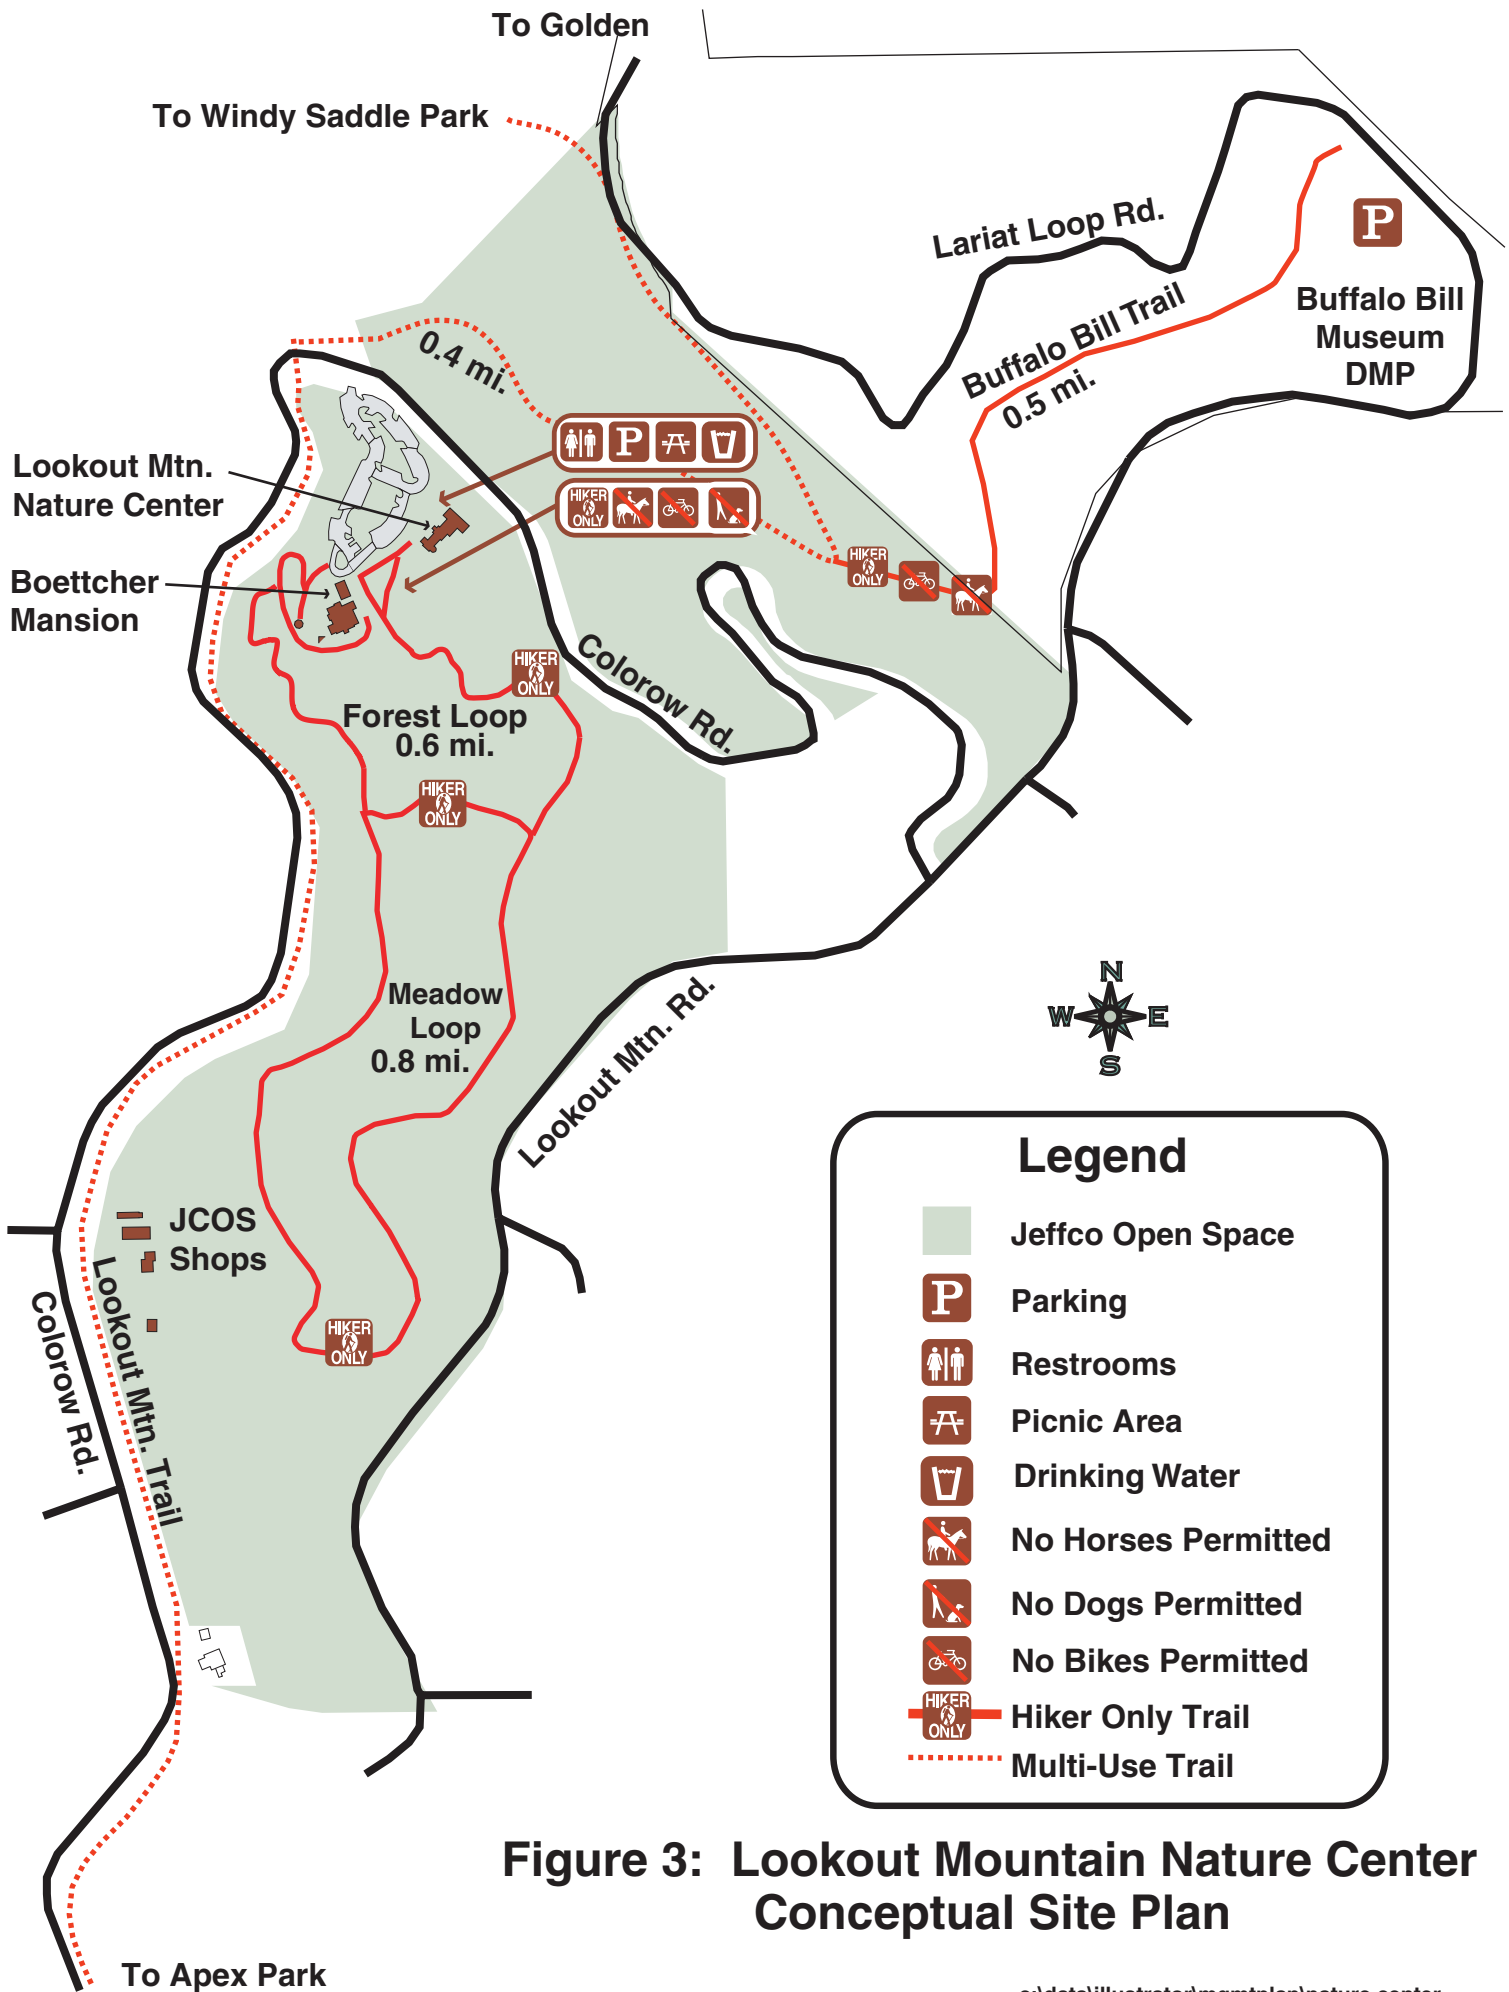 To Golden
To Windy Saddle Park
Lariat Loop Rd.
P
Buffalo Bill Trail
0.5 mi.
Buffalo Bill
Museum
DMP
0.4 mi.
P
Lookout Mtn.
Nature Center
HIKER
ONLY
HIKER
ONLY
Boettcher
Mansion
HIKER
ONLY
Colorow Rd.
Forest Loop
0.6 mi.
HIKER
ONLY
Meadow
Loop
0.8 mi.
Lookout Mtn. Rd.
N
W E
S
JCOS
Shops
Lookout Mtn. Trail
Colorow Rd.
HIKER
ONLY
Legend
Jeffco Open Space
P Parking
Restrooms
Picnic Area
Drinking Water
No Horses Permitted
No Dogs Permitted
No Bikes Permitted
HIKER
ONLY
Hiker Only Trail
Multi-Use Trail
Figure 3: Lookout Mountain Nature Center
Conceptual Site Plan
To Apex Park